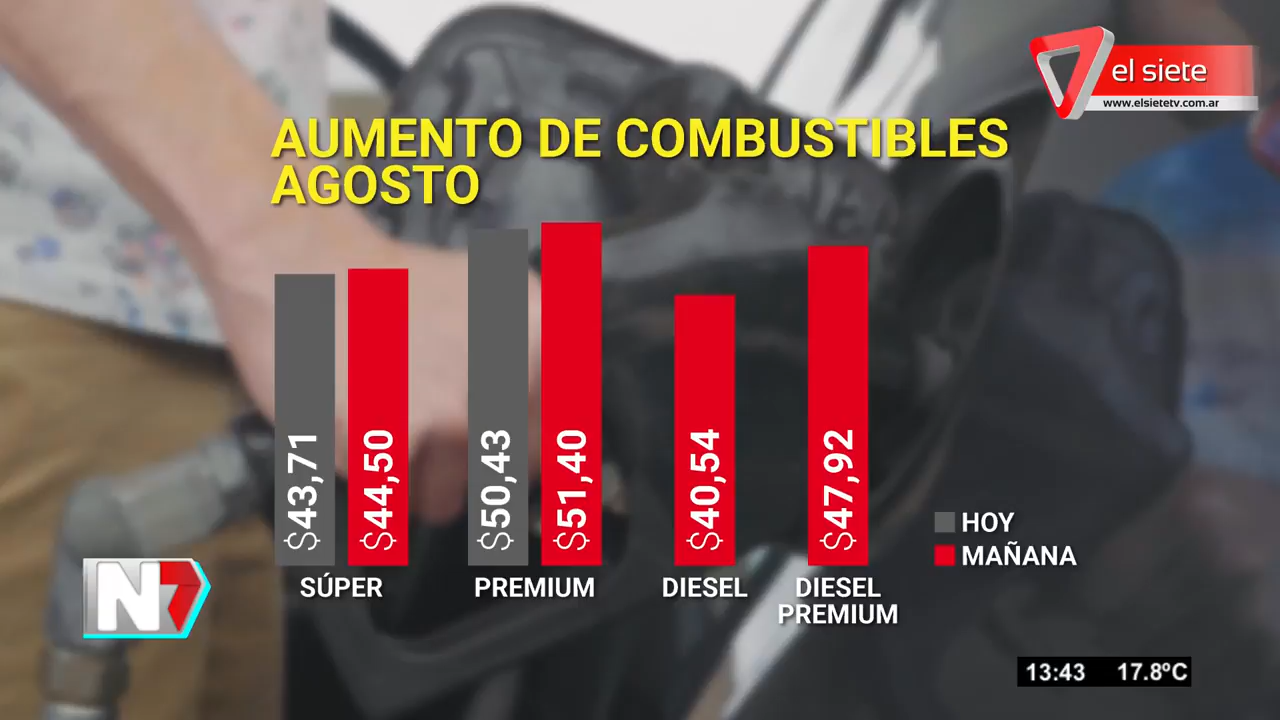 el siete
www.elsietetv.com.ar
AUMENTO DE COMBUSTIBLES
AGOSTO
$43,71
$44,50
$50,43
$51,40
$40,54
$47,92
SÚPER
PREMIUM
DIESEL
DIESEL
PREMIUM
HOY
MAÑANA
N7
13:43 17.8ºC